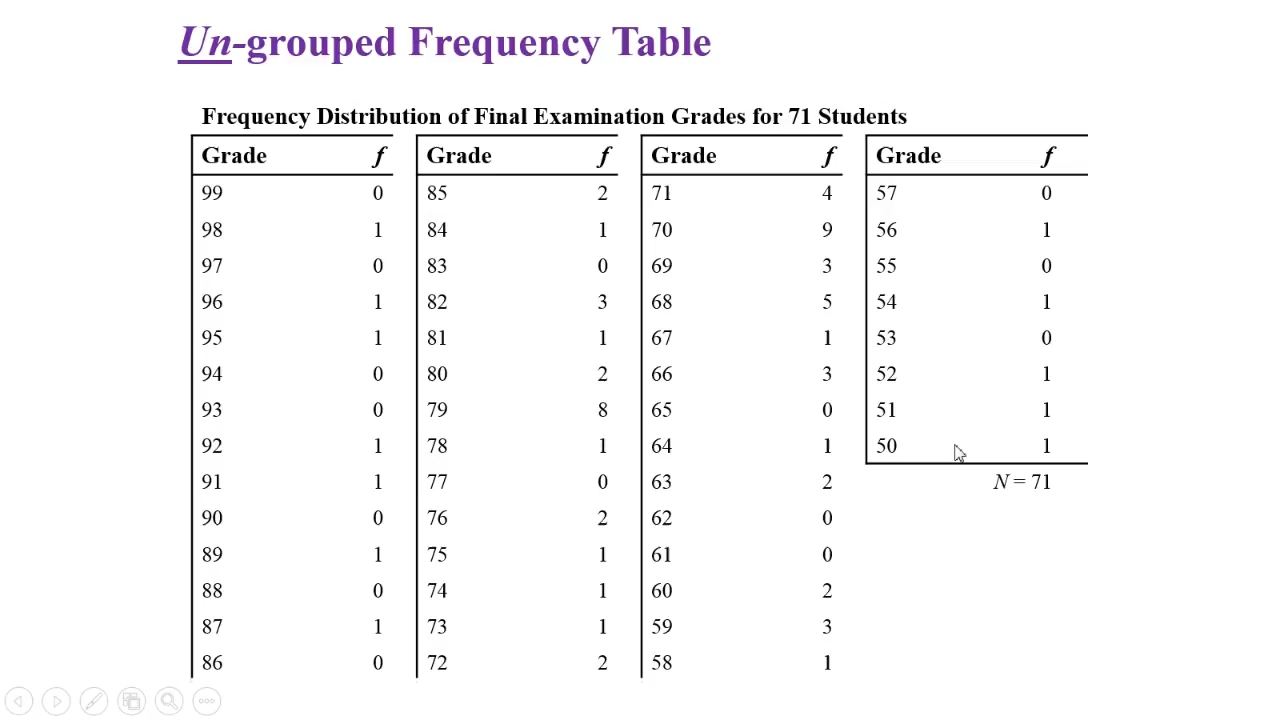 Un-grouped Frequency Table
Frequency Distribution of Final Examination Grades for 71 Students
Grade f Grade f Grade f Grade f
99 0 85 2 71 4 57 0
98 1 84 1 70 9 56 1
97 0 83 0 69 3 55 0
96 1 82 3 68 5 54 1
95 1 81 1 67 1 53 0
94 0 80 2 66 3 52 1
93 0 79 8 65 0 51 1
92 1 78 1 64 1 50 1
91 1 77 0 63 2 N = 71
90 0 76 2 62 0
89 1 75 1 61 0
88 0 74 1 60 2
87 1 73 1 59 3
86 0 72 2 58 1